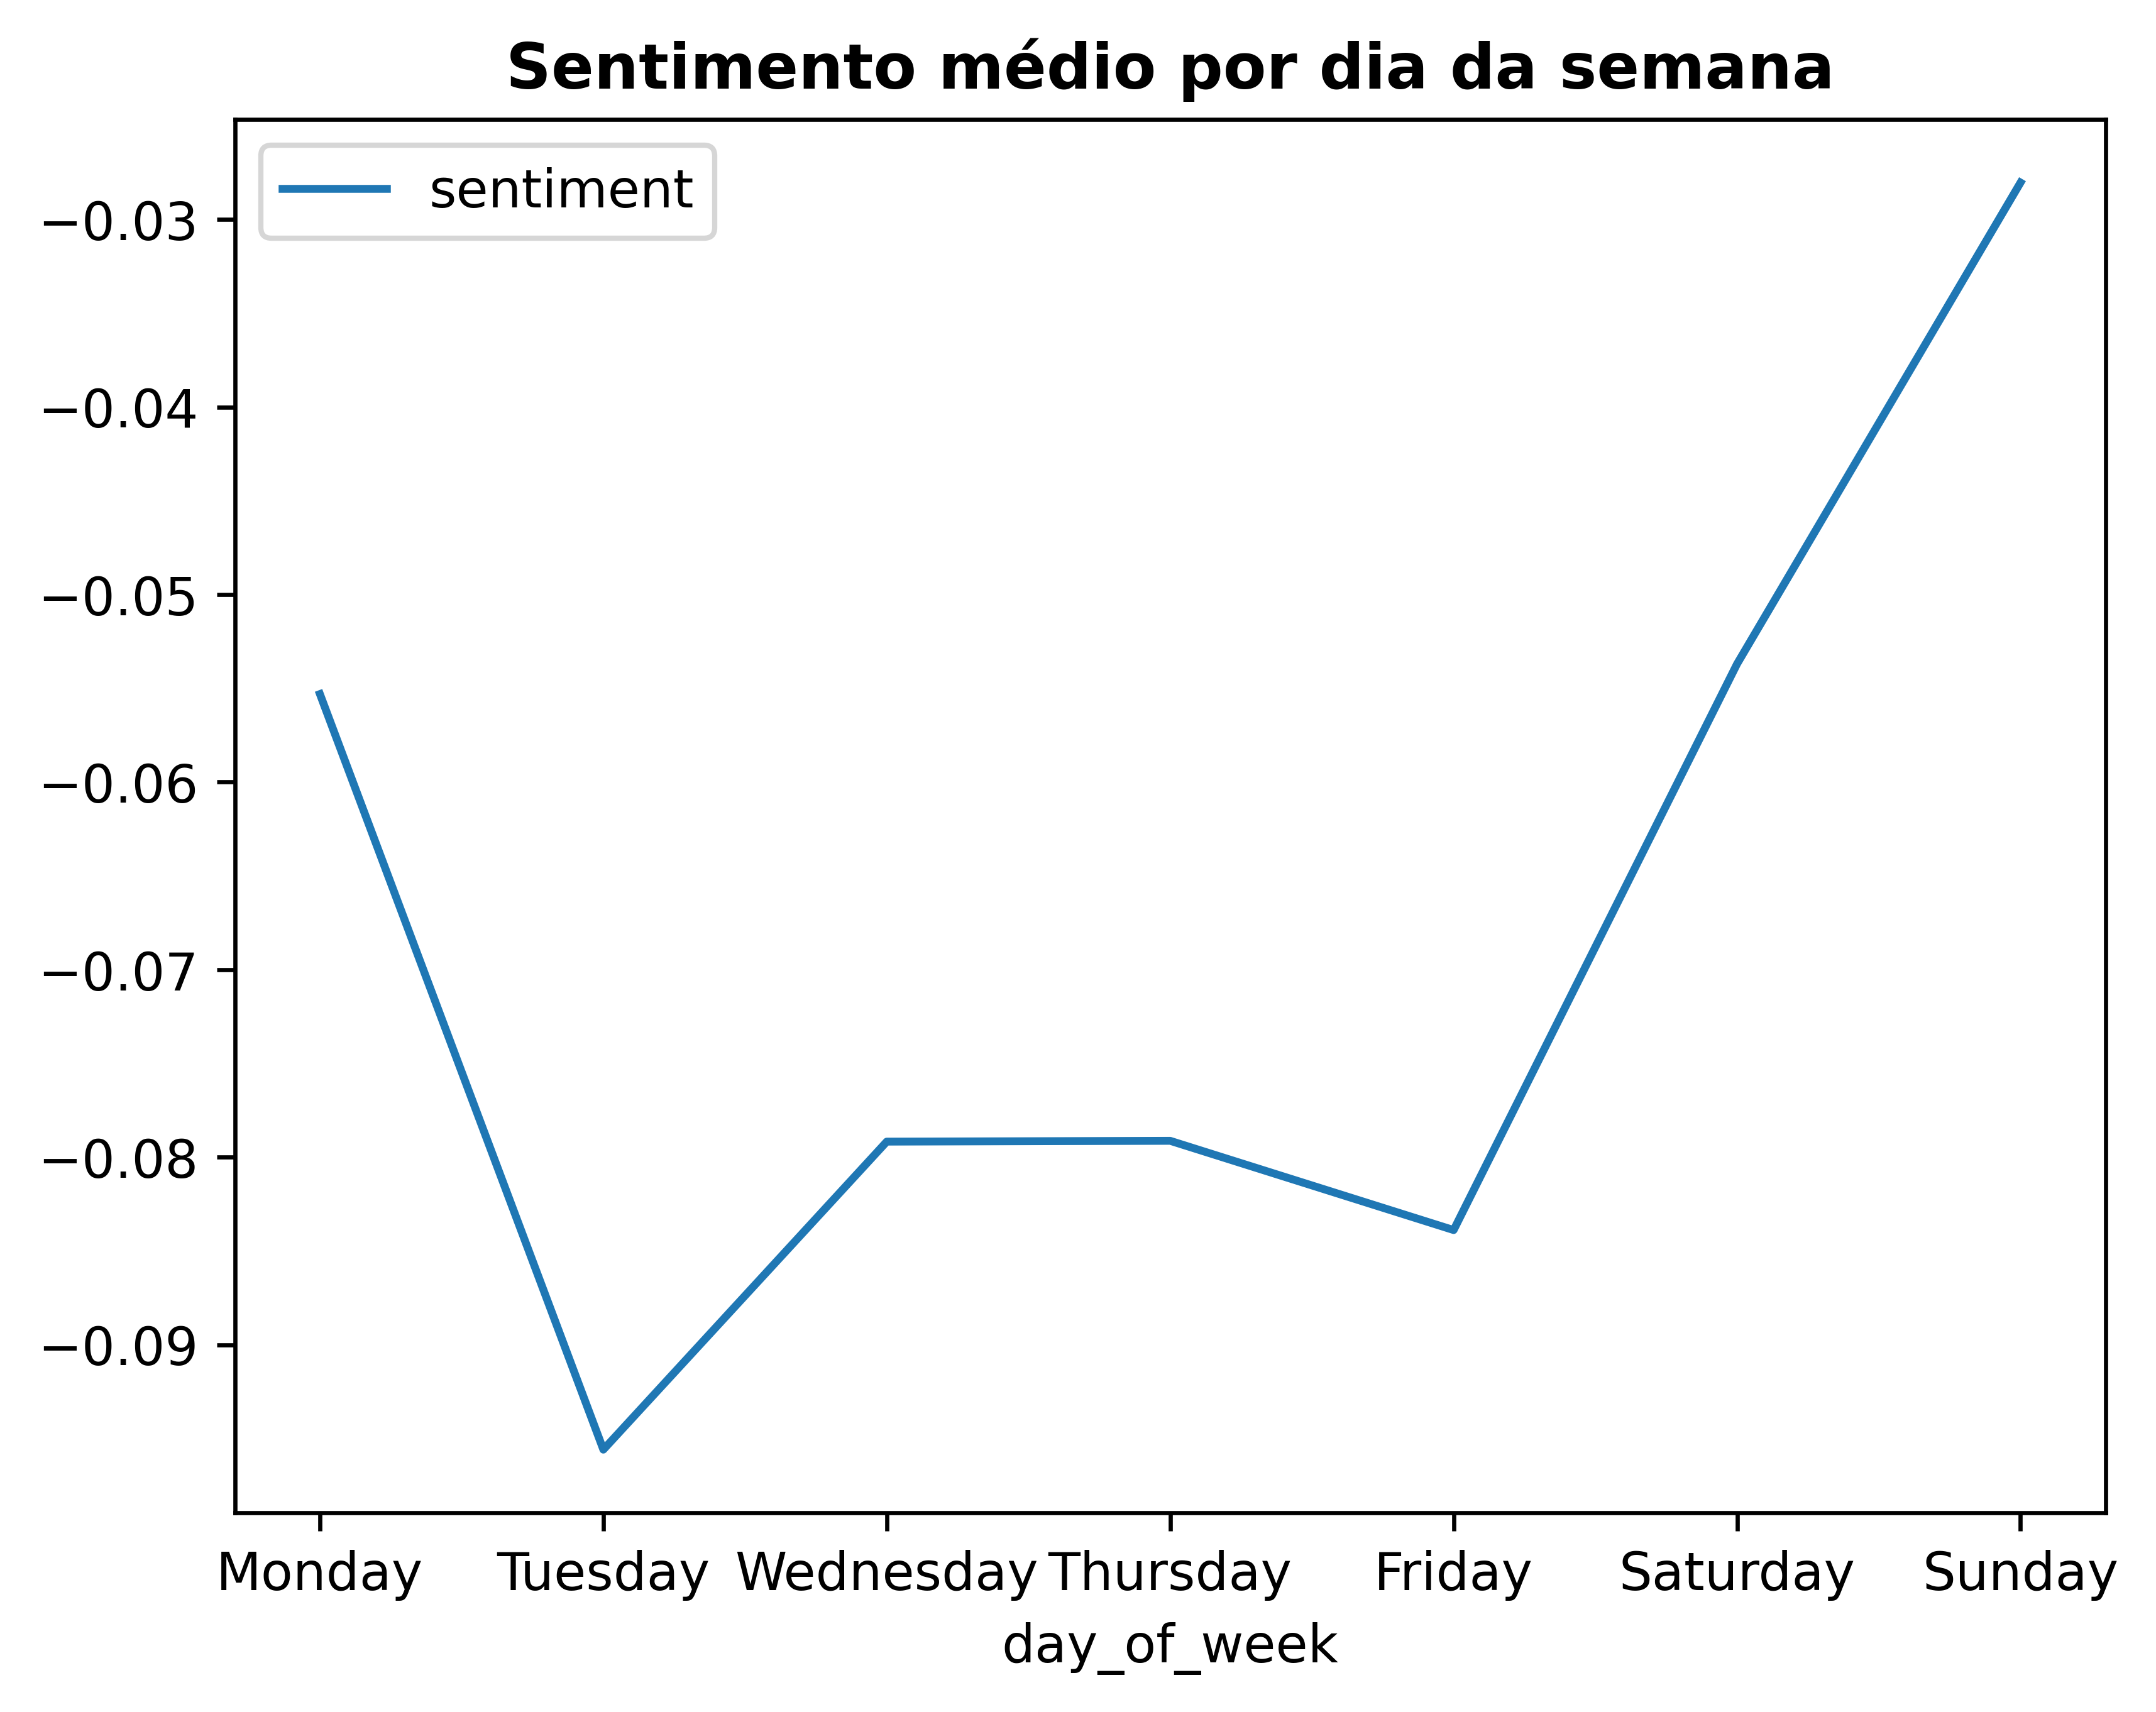 Sentimento médio por dia da semana
sentiment
−0.03
−0.04
−0.05
−0.06
−0.07
−0.08
−0.09
Monday Tuesday Wednesday Thursday Friday Saturday Sunday
day_of_week